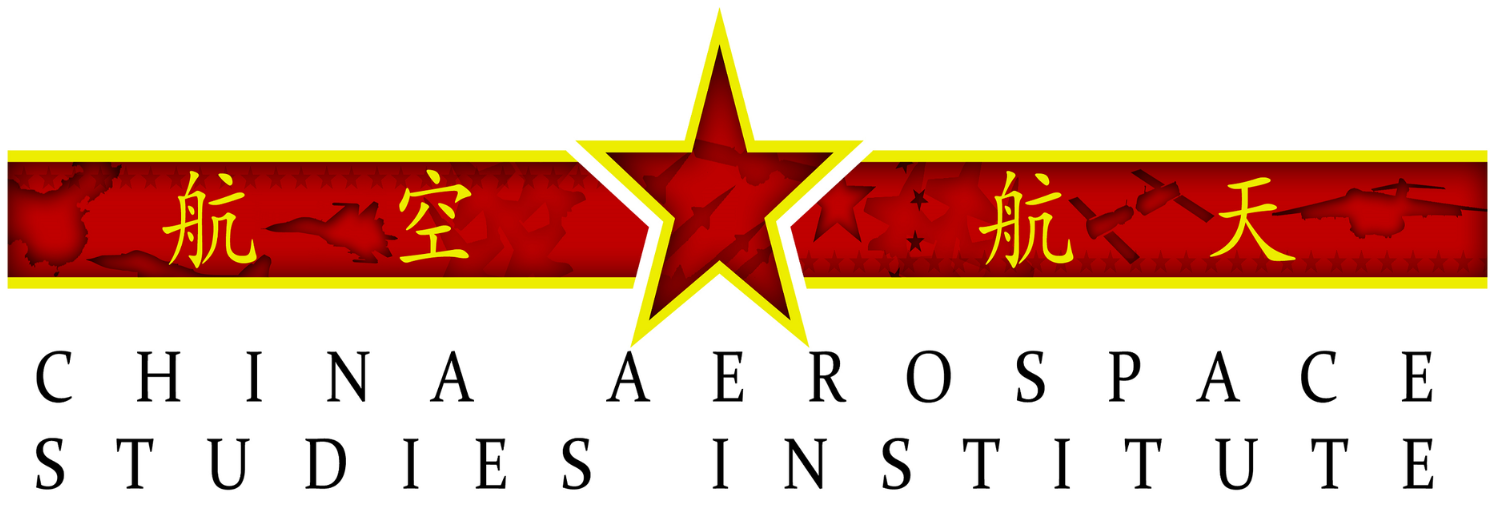 航空 航天
CHINA AEROSPACE
STUDIES INSTITUTE